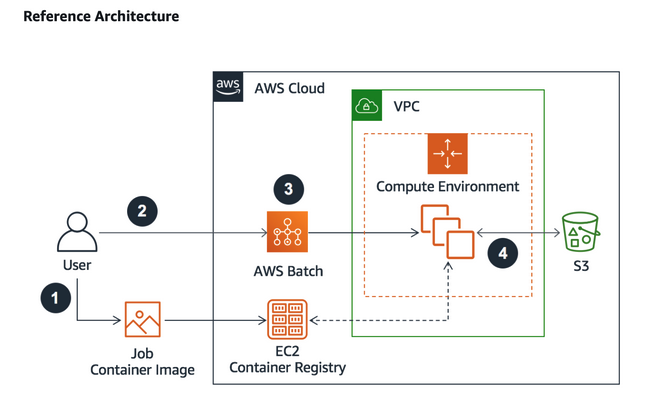 Reference Architecture
aws
AWS Cloud
VPC
Compute Environment
2
3
User
AWS Batch
4
S3
1
Job
Container Image
EC2
Container Registry